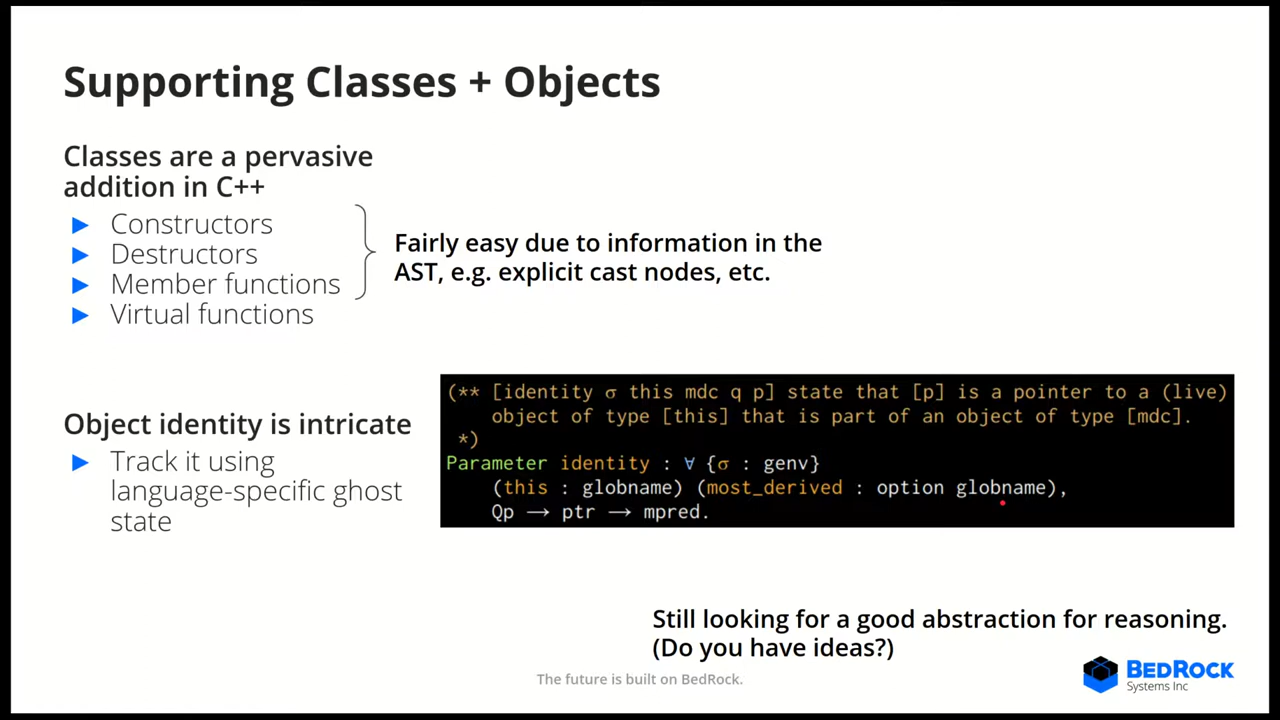 Supporting Classes + Objects
Classes are a pervasive
addition in C++
Constructors
Destructors
Member functions
Virtual functions
Fairly easy due to information in the
AST, e.g. explicit cast nodes, etc.
Object identity is intricate
Track it using
language-specific ghost
state
(** [identity σ this mdc q p] state that [p] is a pointer to a (live)
object of type [this] that is part of an object of type [mdc].
*)
Parameter identity : ∀ {σ : genv}
(this : globname) (most_derived : option globname),
Qp → ptr → mpred.
Still looking for a good abstraction for reasoning.
(Do you have ideas?)
The future is built on BedRock.
BEDROCK
Systems Inc